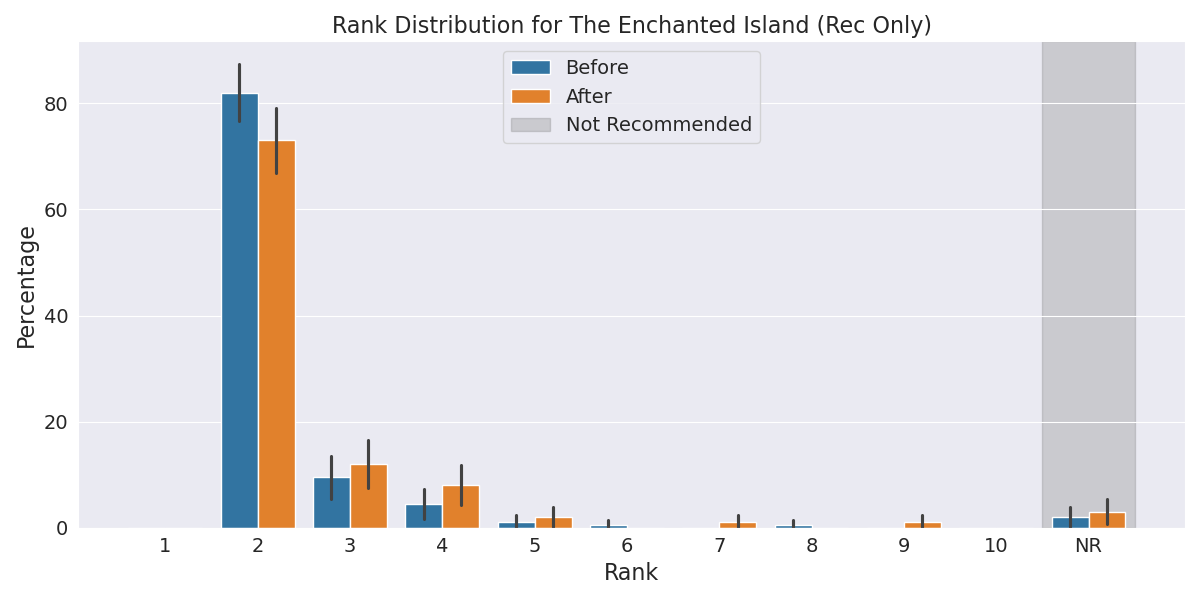 Rank Distribution for The Enchanted Island (Rec Only)
Before
After
Not Recommended
Percentage
80
60
40
20
0
1 2 3 4 5 6 7 8 9 10 NR
Rank